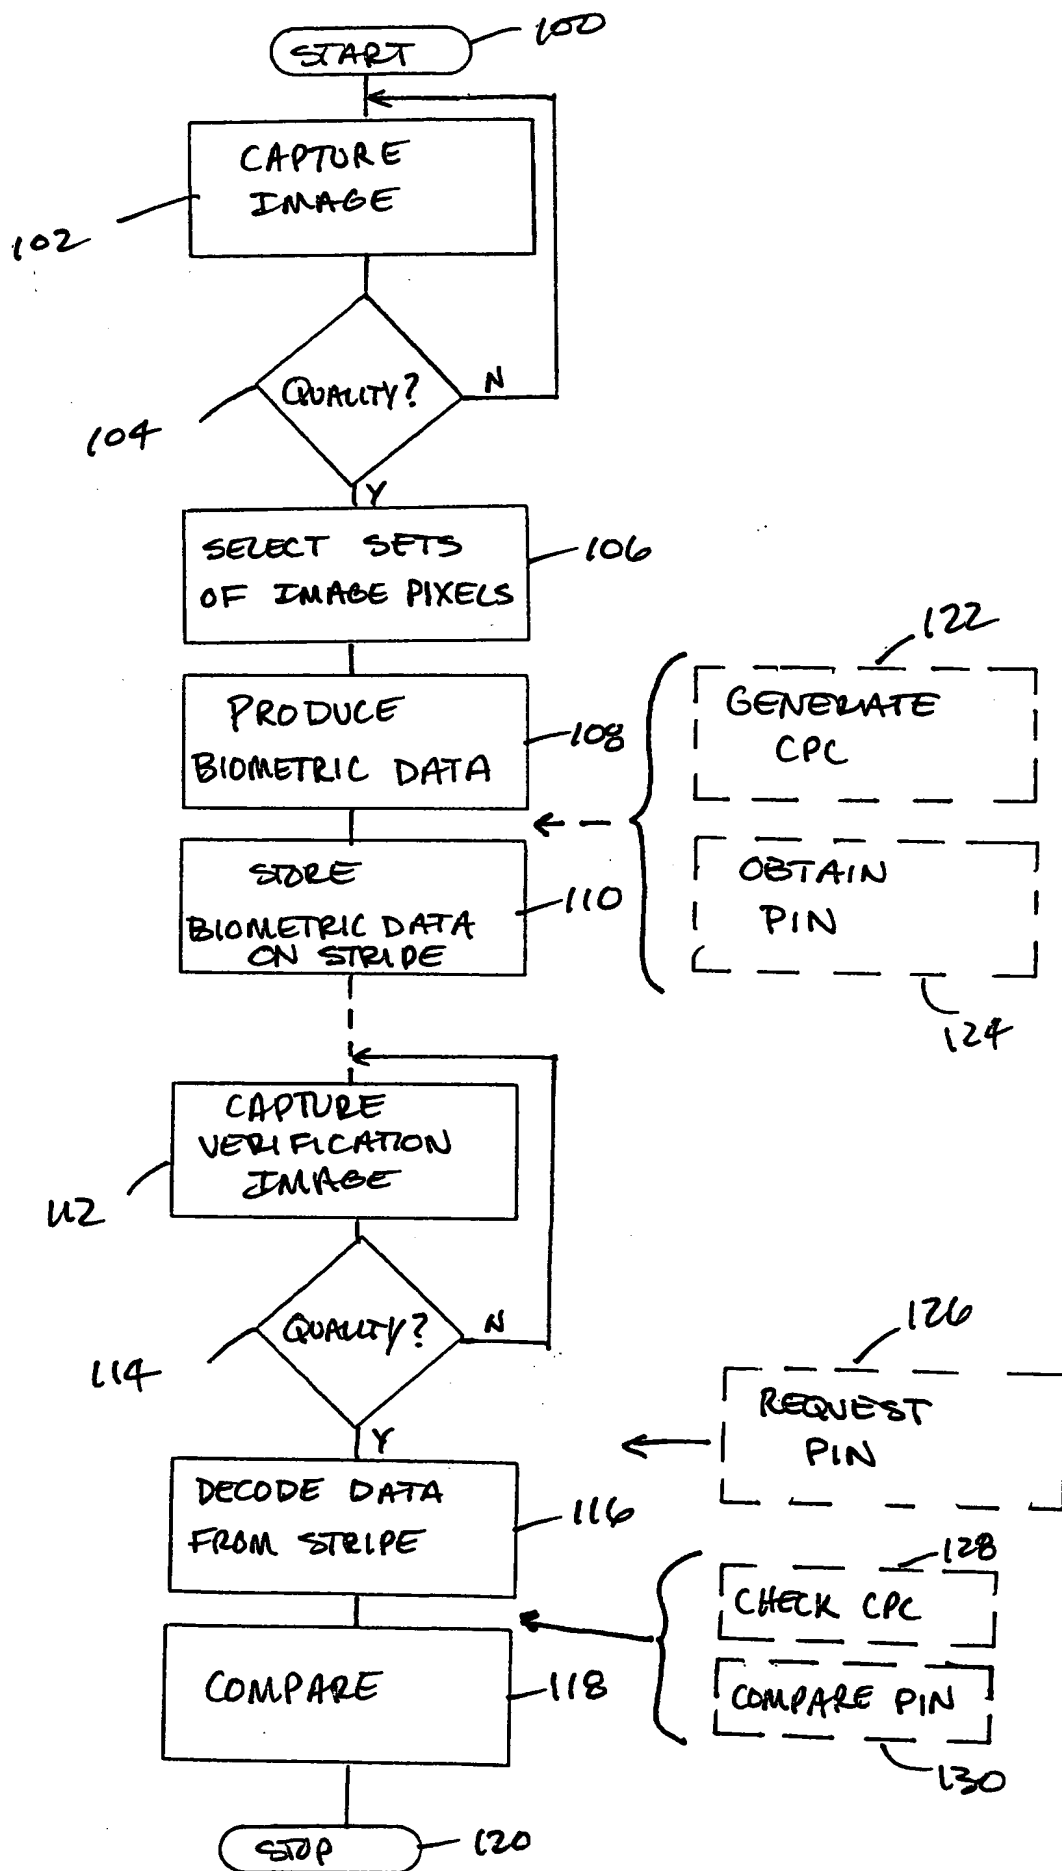 START
100
CAPTURE
IMAGE
102
QUALITY?
N
104
Y
SELECT SETS
OF IMAGE PIXELS
106
PRODUCE
BIOMETRIC DATA
108
122
GENERATE
CPC
STORE
BIOMETRIC DATA
ON STRIPE
110
OBTAIN
PIN
124
CAPTURE
VERIFICATION
IMAGE
112
QUALITY?
N
114
Y
126
REQUEST
PIN
DECODE DATA
FROM STRIPE
116
128
CHECK CPC
COMPARE
118
COMPARE PIN
130
STOP
120